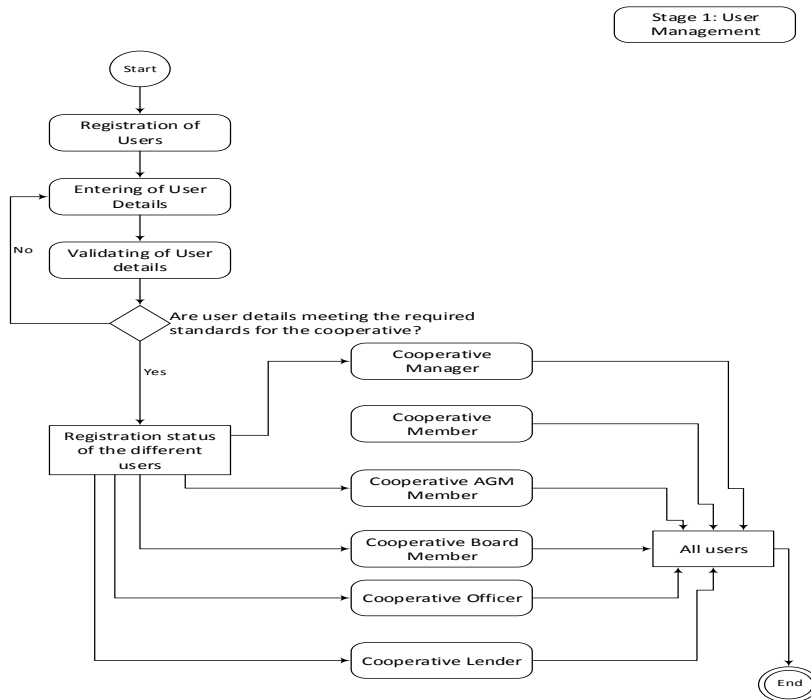 Stage 1: User
Management
Start
Registration of
Users
Entering of User
Details
No
Validating of User
details
Are user details meeting the required
standards for the cooperative?
Yes
Cooperative
Manager
Cooperative
Member
Registration status
of the different
users
Cooperative AGM
Member
Cooperative Board
Member
All users
Cooperative Officer
Cooperative Lender
End